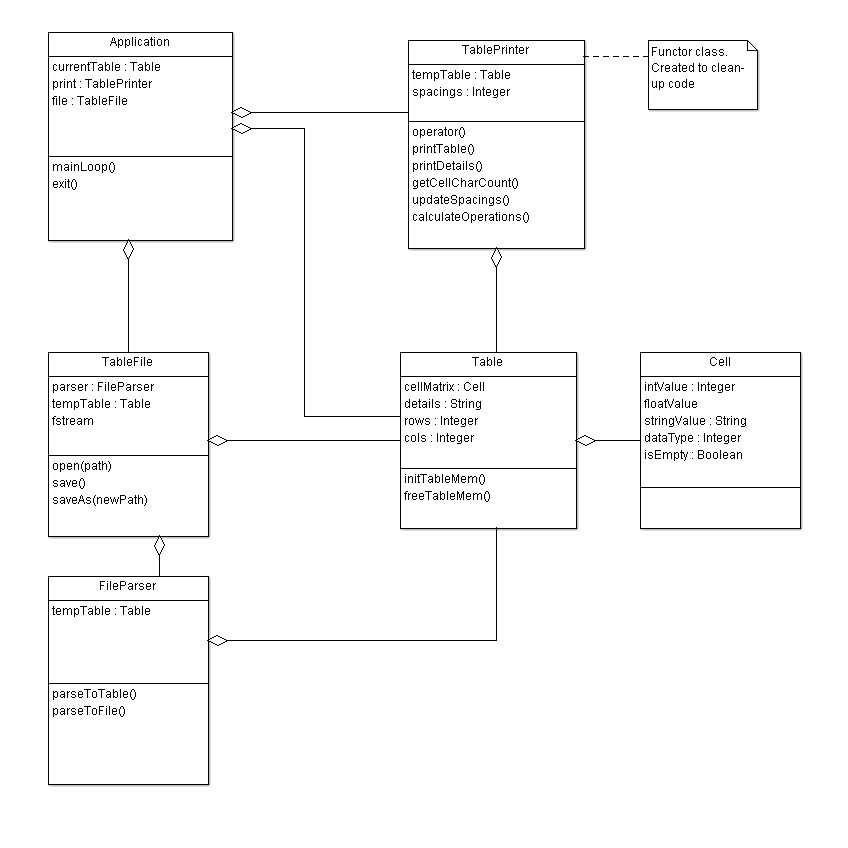 Application
currentTable : Table
print : TablePrinter
file : TableFile
mainLoop()
exit()
TablePrinter
tempTable : Table
spacings : Integer
operator()
printTable()
printDetails()
getCellCharCount()
updateSpacings()
calculateOperations()
Functor class.
Created to clean-
up code
TableFile
parser : FileParser
tempTable : Table
fstream
open(path)
save()
saveAs(newPath)
Table
cellMatrix : Cell
details : String
rows : Integer
cols : Integer
initTableMem()
freeTableMem()
Cell
intValue : Integer
floatValue
stringValue : String
dataType : Integer
isEmpty : Boolean
FileParser
tempTable : Table
parseToTable()
parseToFile()